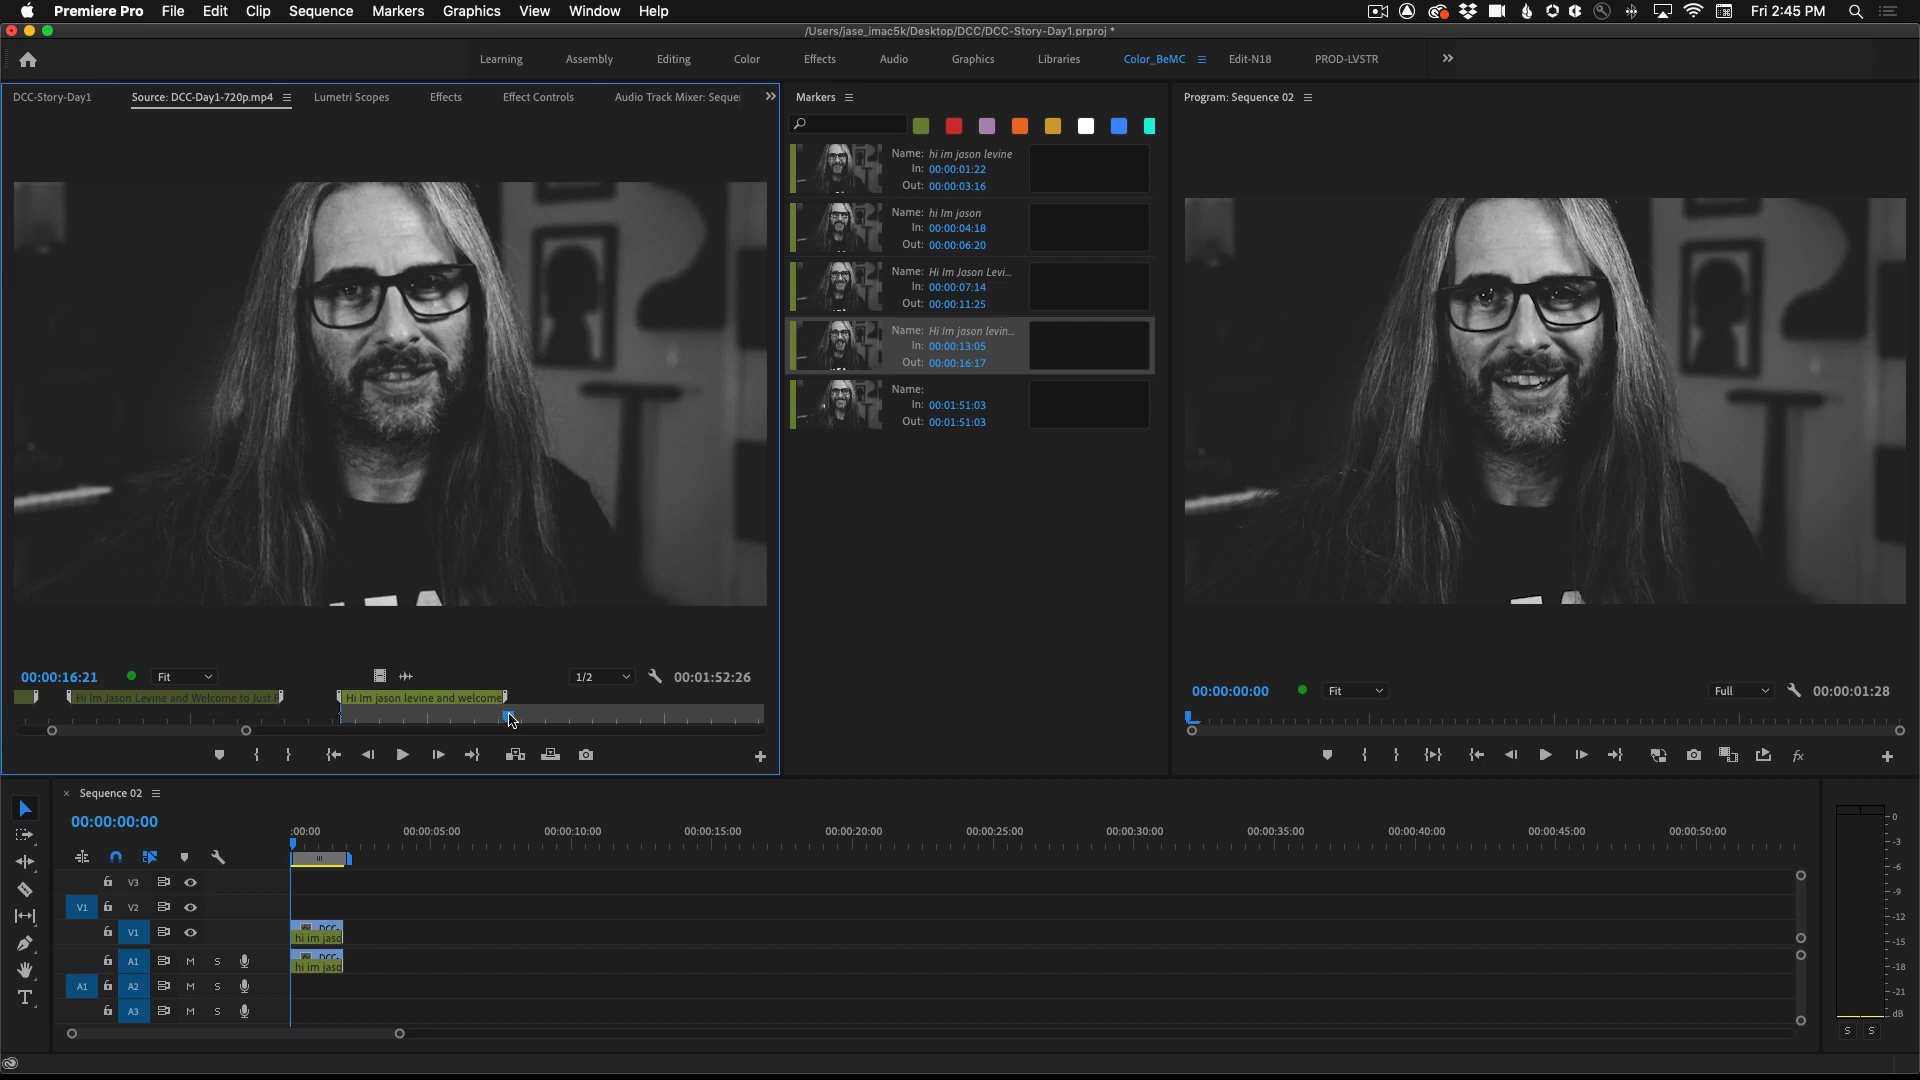 Premiere Pro File Edit Clip Sequence Markers Graphics View Window Help Fri 2:45 PM
/Users/jase_imac5k/Desktop/DCC/DCC-Story-Day1.prproj *
Learning Assembly Editing Color Effects Audio Graphics Libraries Color_BeMC Edit-N18 PROD-LVSTR
DCC-Story-Day1 Source: DCC-Day1-720p.mp4 Lumetri Scopes Effects Effect Controls Audio Track Mixer: Seque
Markers
Program: Sequence 02
Name: hi im jason levine
In: 00:00:01:22
Out: 00:00:03:16
Name: hi Im jason
In: 00:00:04:18
Out: 00:00:06:20
Name: Hi Im Jason Levi...
In: 00:00:07:14
Out: 00:00:11:25
Name: Hi Im jason levin...
In: 00:00:13:05
Out: 00:00:16:17
Name:
In: 00:01:51:03
Out: 00:01:51:03
00:00:16:21 Fit 1/2 00:01:52:26
Hi Im Jason Levine and Welcome to Just Hi Im jason levine and welcome
00:00:00:00 Fit Full 00:00:01:28
fx
Sequence 02
00:00:00:00
:00:00 00:00:05:00 00:00:10:00 00:00:15:00 00:00:20:00 00:00:25:00 00:00:30:00 00:00:35:00 00:00:40:00 00:00:45:00 00:00:50:00
V3
V1 V2
V1 DCC-
hi im jaso
A1 M S DCC-
hi im jaso
A1 A2 M S
A3 M S
0
-3
-6
-9
-12
-15
-18
-21
dB
S S